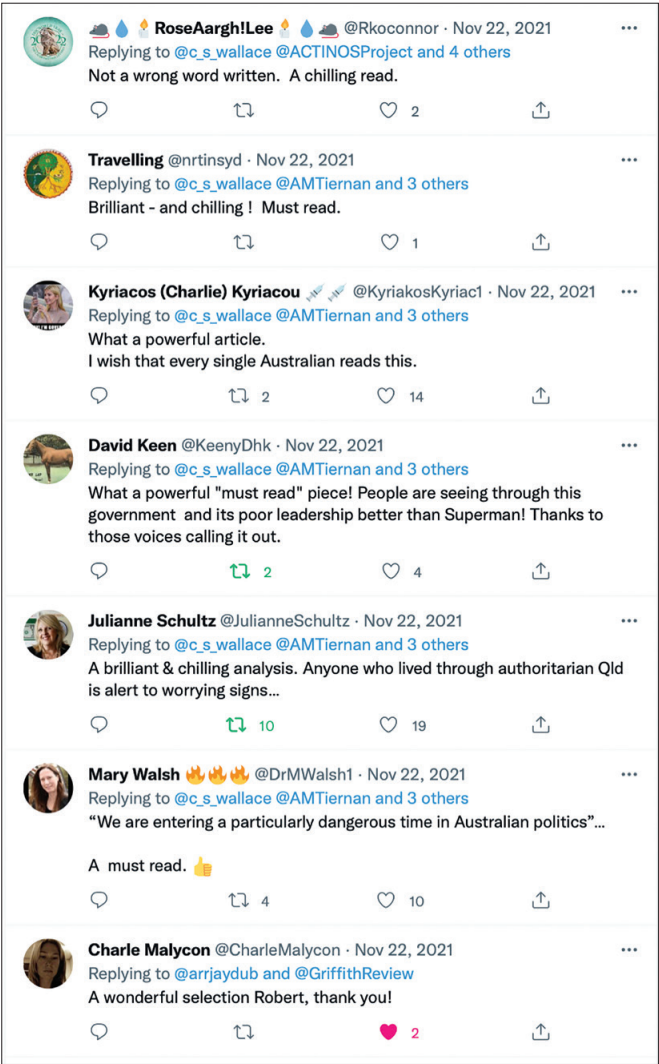 RoseAargh!Lee @Rkoconnor · Nov 22, 2021
Replying to @c_s_wallace @ACTINOSProject and 4 others
Not a wrong word written. A chilling read.
2
Travelling @nrtinsyd · Nov 22, 2021
Replying to @c_s_wallace @AMTiernan and 3 others
Brilliant - and chilling ! Must read.
1
Kyriacos (Charlie) Kyriacou @KyriakosKyriac1 · Nov 22, 2021
Replying to @c_s_wallace @AMTiernan and 3 others
What a powerful article.
I wish that every single Australian reads this.
2 14
David Keen @KeenyDhk · Nov 22, 2021
Replying to @c_s_wallace @AMTiernan and 3 others
What a powerful "must read" piece! People are seeing through this
government and its poor leadership better than Superman! Thanks to
those voices calling it out.
2 4
Julianne Schultz @JulianneSchultz · Nov 22, 2021
Replying to @c_s_wallace @AMTiernan and 3 others
A brilliant & chilling analysis. Anyone who lived through authoritarian Qld
is alert to worrying signs...
10 19
Mary Walsh 🔥🔥🔥 @DrMWalsh1 · Nov 22, 2021
Replying to @c_s_wallace @AMTiernan and 3 others
“We are entering a particularly dangerous time in Australian politics”...
A must read. 👍
4 10
Charle Malycon @CharleMalycon · Nov 22, 2021
Replying to @arrjaydub and @GriffithReview
A wonderful selection Robert, thank you!
2